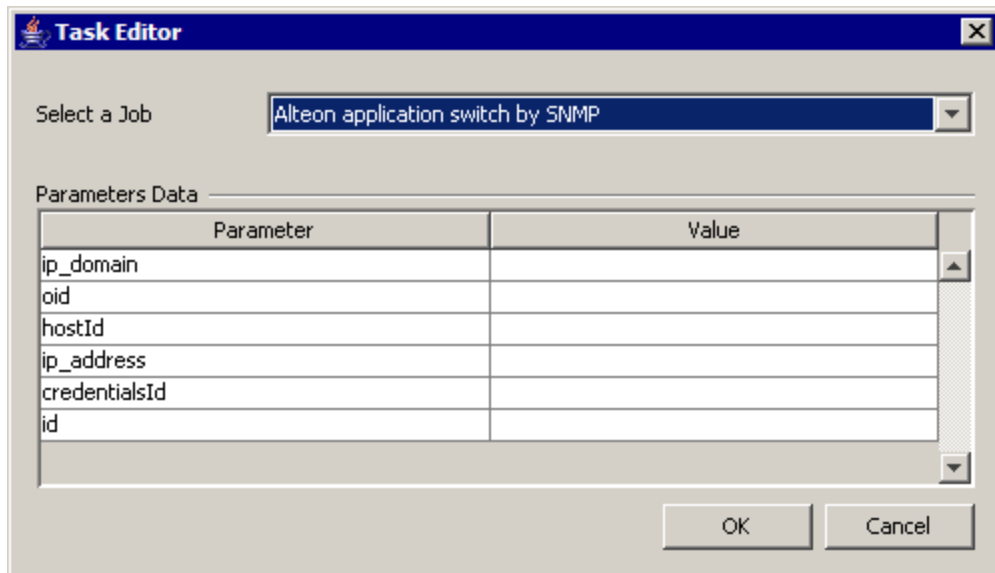 Task Editor
Select a Job Alteon application switch by SNMP
Parameters Data
Parameter Value
ip_domain
oid
hostId
ip_address
credentialsId
id
OK Cancel